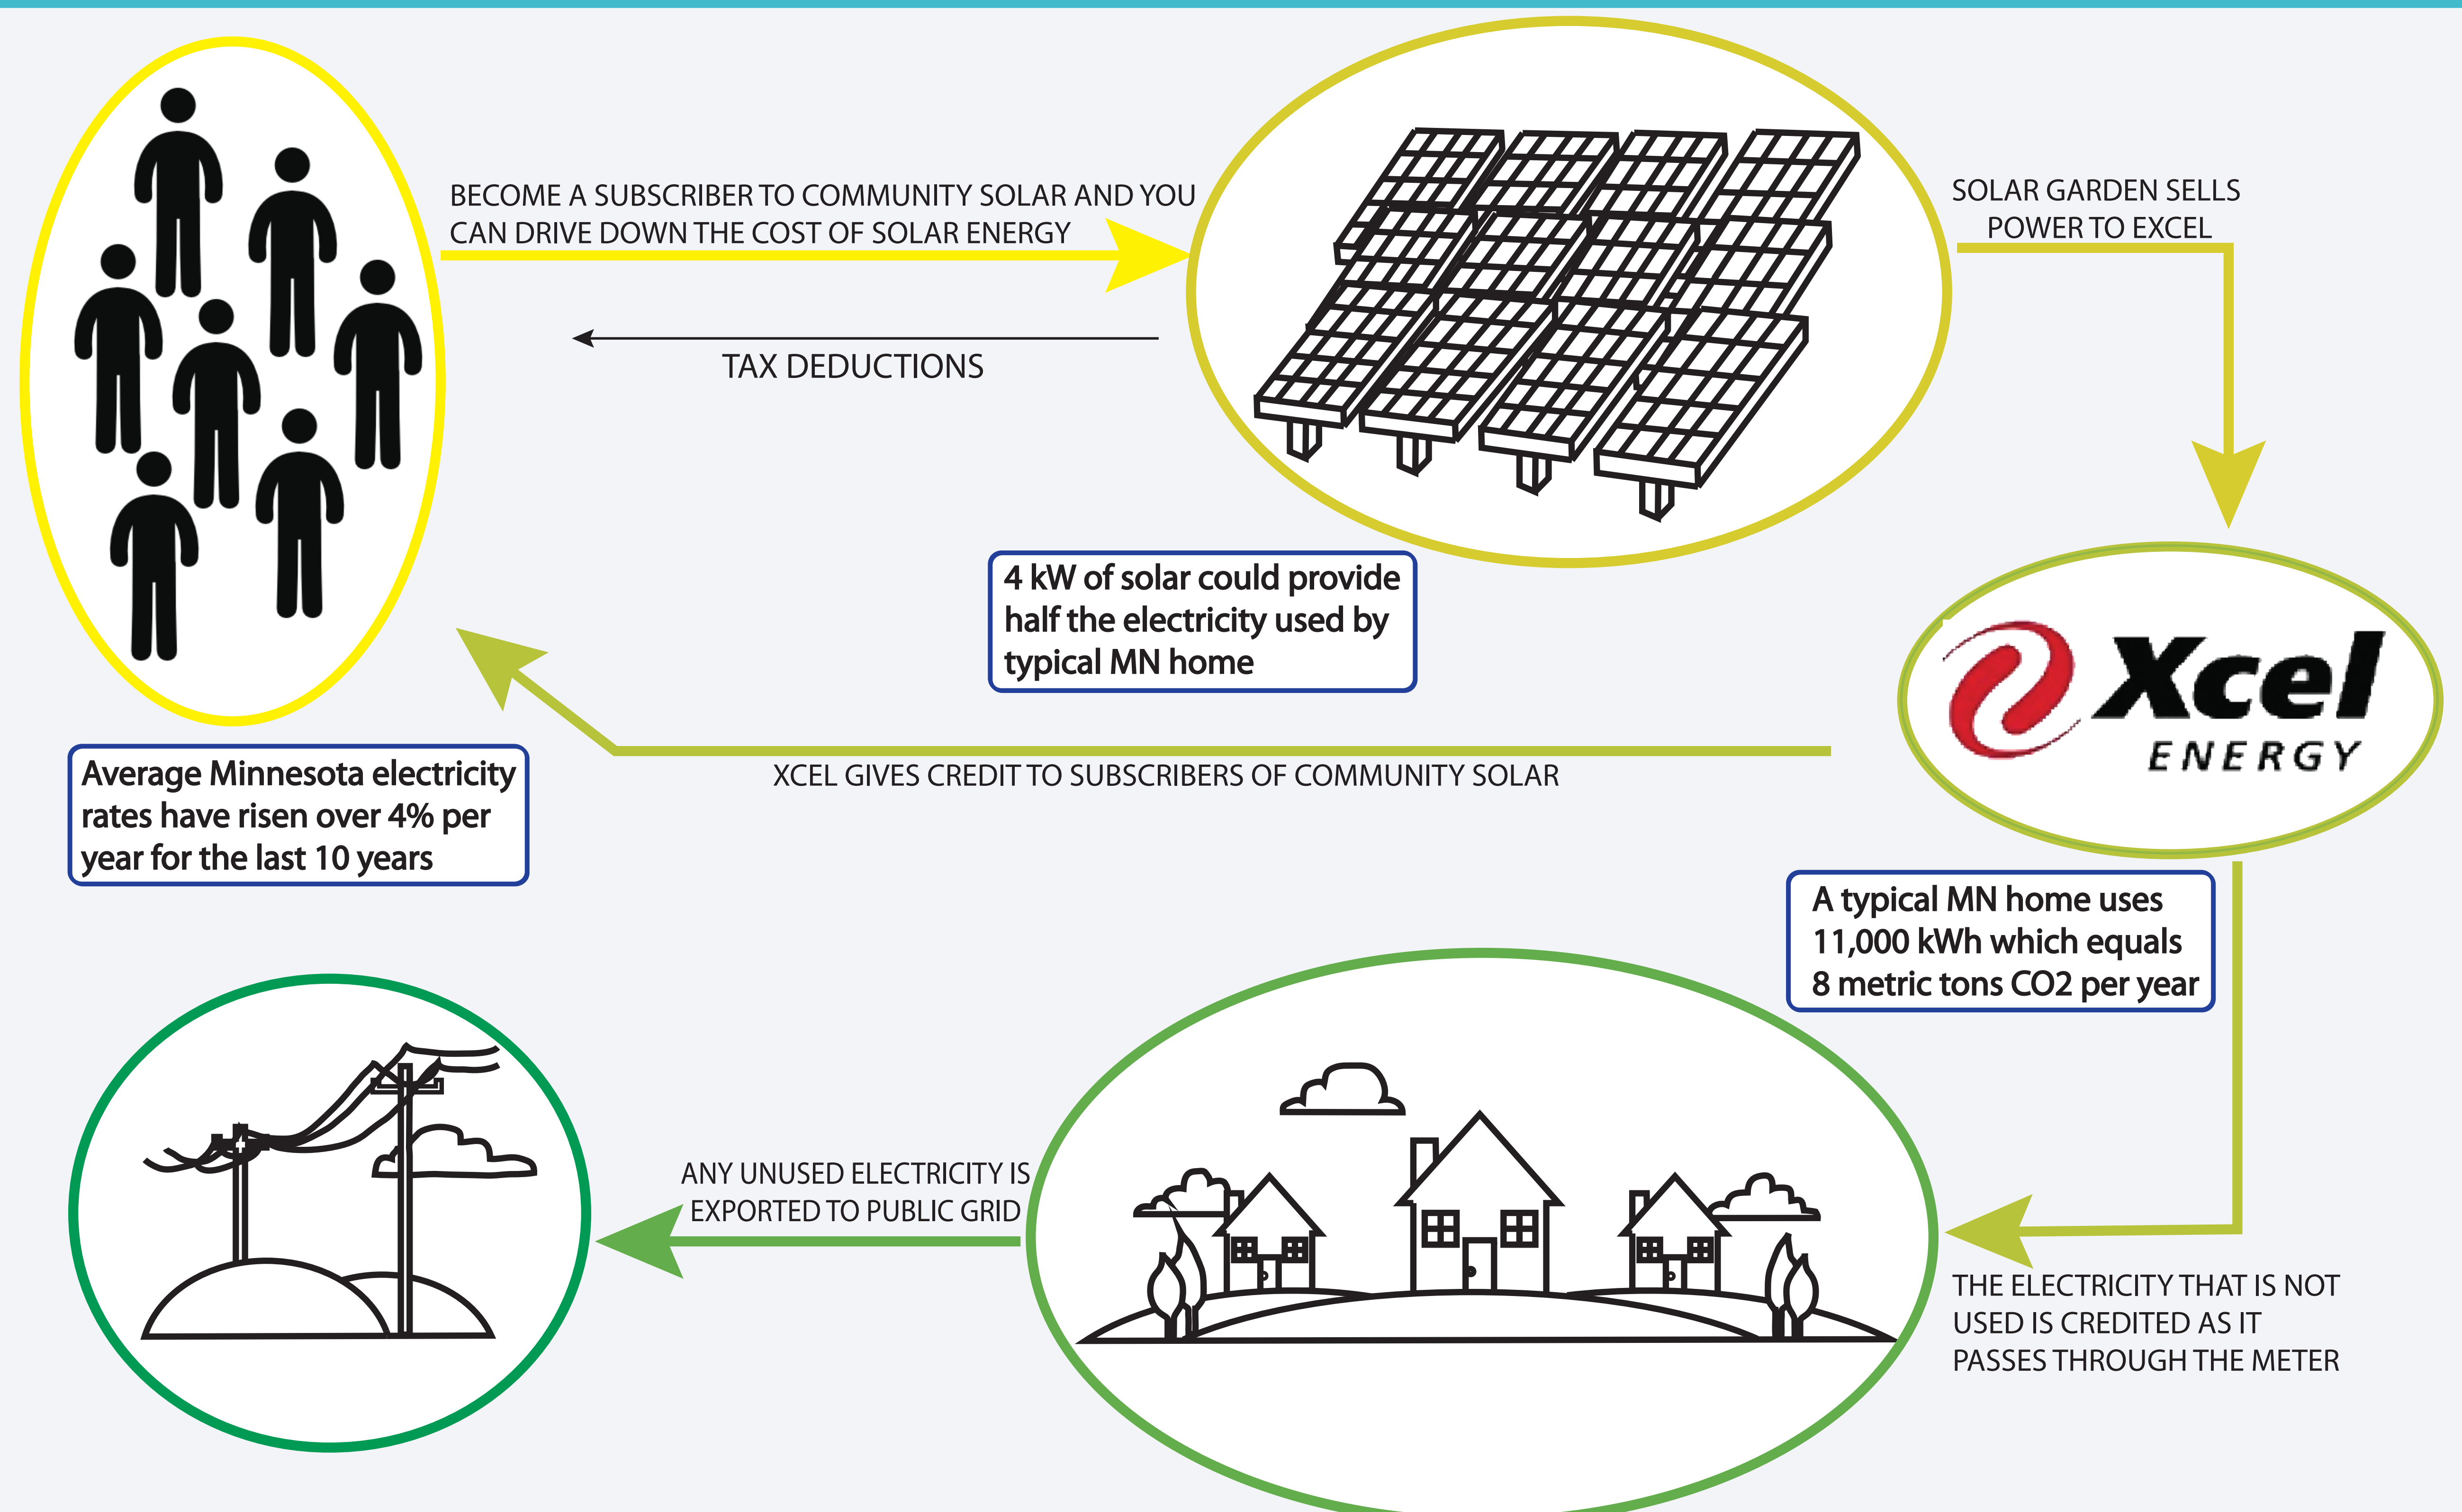 BECOME A SUBSCRIBER TO COMMUNITY SOLAR AND YOU
CAN DRIVE DOWN THE COST OF SOLAR ENERGY
TAX DEDUCTIONS
SOLAR GARDEN SELLS
POWER TO EXCEL
4 kW of solar could provide
half the electricity used by
typical MN home
Xcel
ENERGY
XCEL GIVES CREDIT TO SUBSCRIBERS OF COMMUNITY SOLAR
Average Minnesota electricity
rates have risen over 4% per
year for the last 10 years
A typical MN home uses
11,000 kWh which equals
8 metric tons CO2 per year
ANY UNUSED ELECTRICITY IS
EXPORTED TO PUBLIC GRID
THE ELECTRICITY THAT IS NOT
USED IS CREDITED AS IT
PASSES THROUGH THE METER